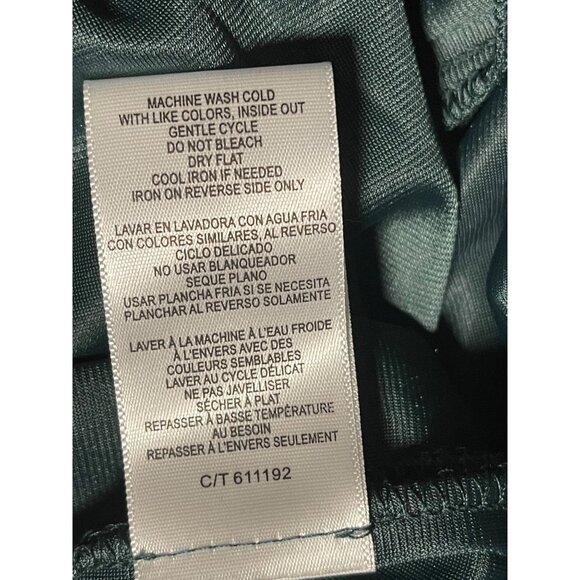 MACHINE WASH COLD
WITH LIKE COLORS, INSIDE OUT
GENTLE CYCLE
DO NOT BLEACH
DRY FLAT
COOL IRON IF NEEDED
IRON ON REVERSE SIDE ONLY
LAVAR EN LAVADORA CON AGUA FRIA
CON COLORES SIMILARES, AL REVERSO
CICLO DELICADO
NO USAR BLANQUEADOR
SEQUE PLANO
USAR PLANCHA FRIA SI SE NECESITA
PLANCHAR AL REVERSO SOLAMENTE
LAVER À LA MACHINE À L'EAU FROIDE
À L'ENVERS AVEC DES
COULEURS SEMBLABLES
LAVER AU CYCLE DÉLICAT
NE PAS JAVELLISER
SÉCHER À PLAT
REPASSER À BASSE TEMPÉRATURE
AU BESOIN
REPASSER À L'ENVERS SEULEMENT
C/T 611192